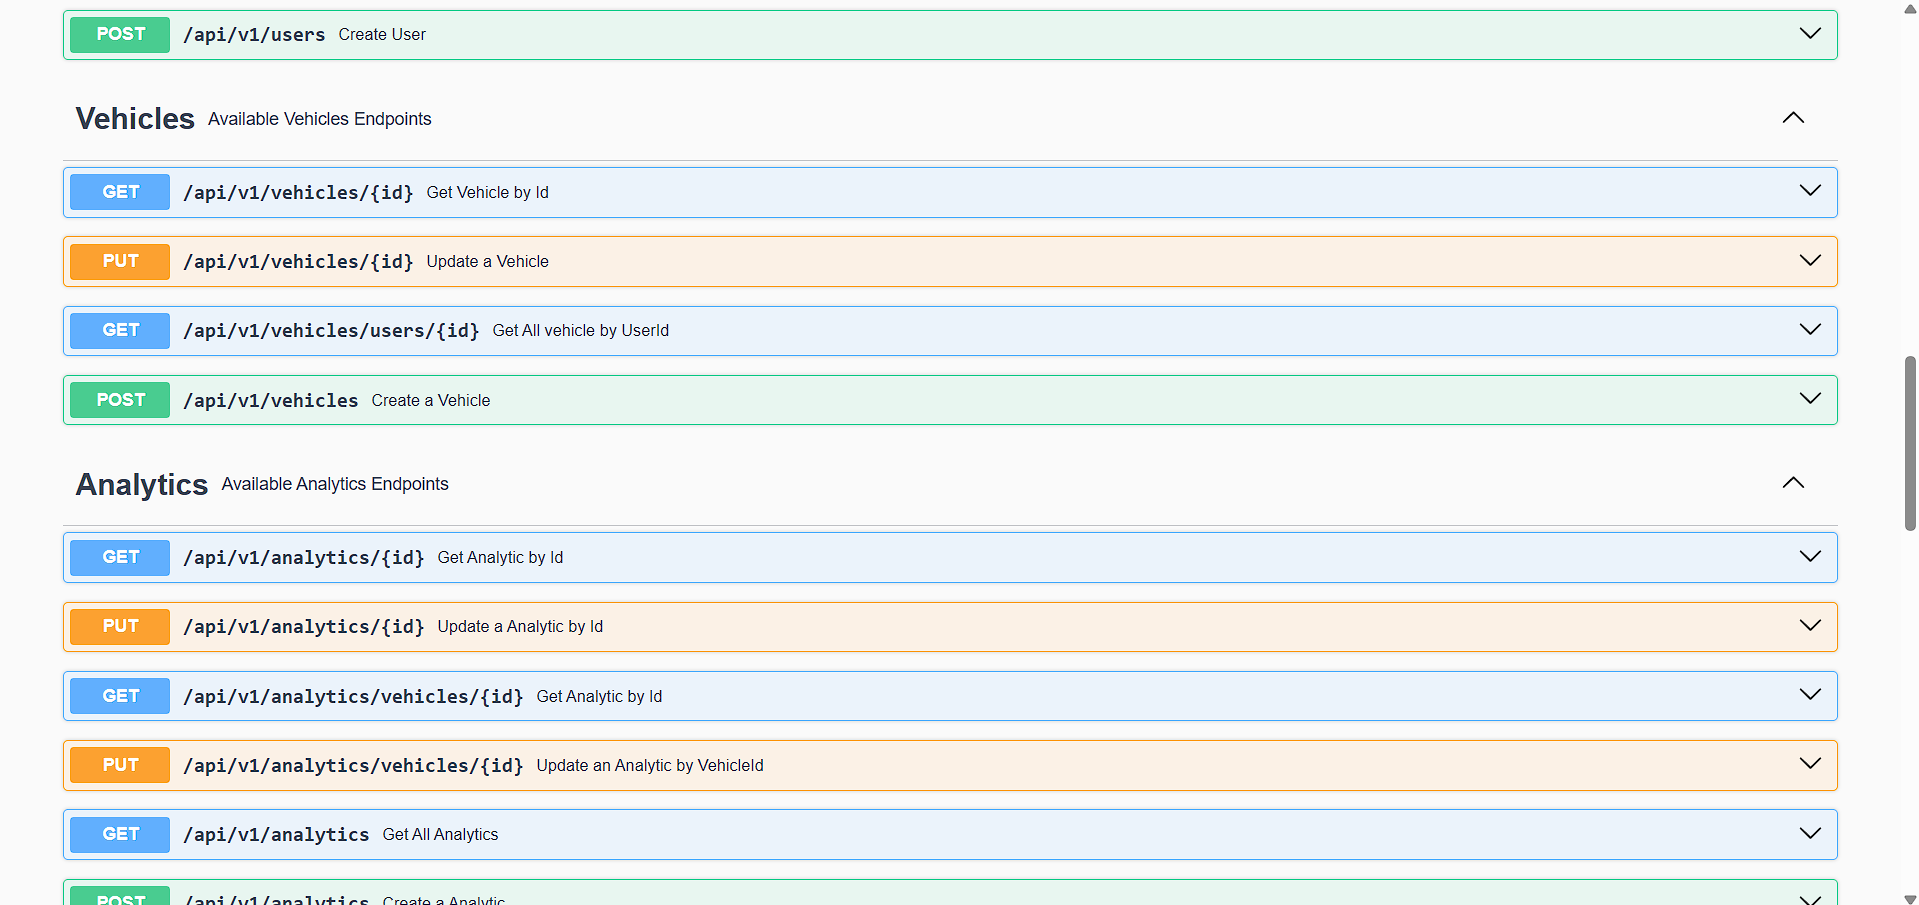 POST /api/v1/users Create User
Vehicles Available Vehicles Endpoints
GET /api/v1/vehicles/{id} Get Vehicle by Id
PUT /api/v1/vehicles/{id} Update a Vehicle
GET /api/v1/vehicles/users/{id} Get All vehicle by UserId
POST /api/v1/vehicles Create a Vehicle
Analytics Available Analytics Endpoints
GET /api/v1/analytics/{id} Get Analytic by Id
PUT /api/v1/analytics/{id} Update a Analytic by Id
GET /api/v1/analytics/vehicles/{id} Get Analytic by Id
PUT /api/v1/analytics/vehicles/{id} Update an Analytic by VehicleId
GET /api/v1/analytics Get All Analytics
POST /api/v1/analytics Create a Analytic